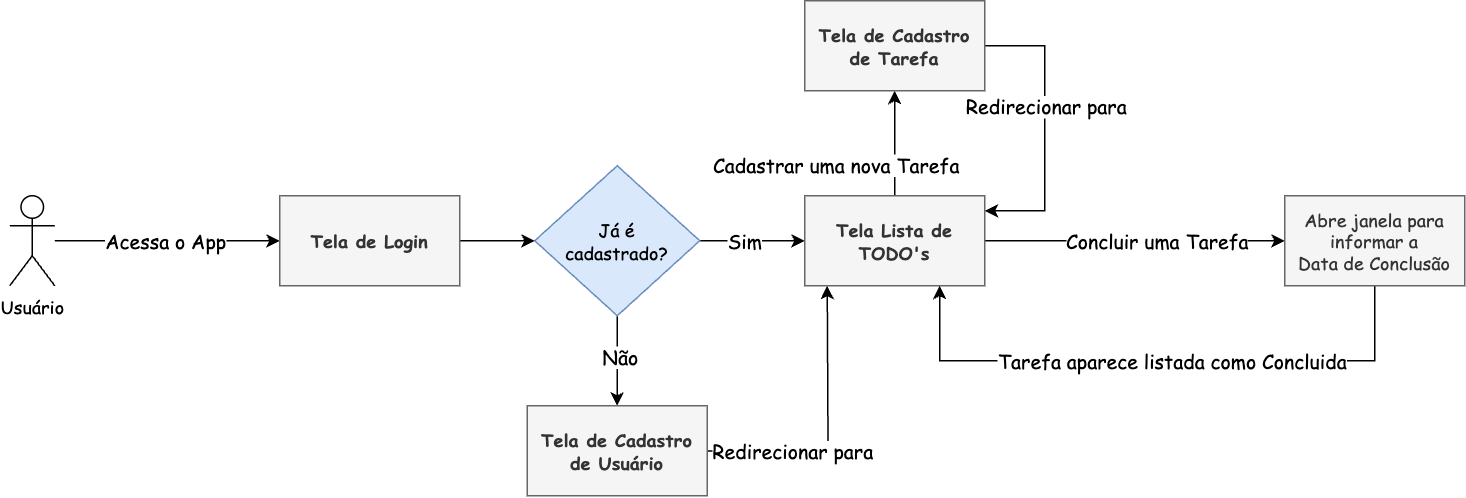 Tela de Cadastro
de Tarefa
Redirecionar para
Cadastrar uma nova Tarefa
Usuário
Acessa o App
Tela de Login
Já é
cadastrado?
Sim
Tela Lista de
TODO's
Concluir uma Tarefa
Abre janela para
informar a
Data de Conclusão
Não
Tarefa aparece listada como Concluida
Tela de Cadastro
de Usuário
Redirecionar para